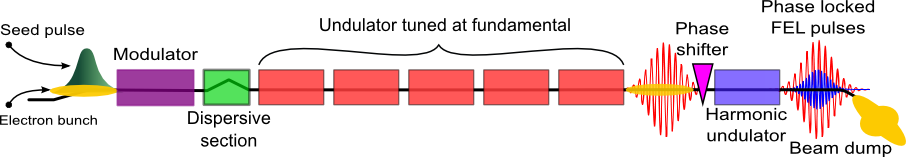 Seed pulse
Electron bunch
Modulator
Dispersive
section
Undulator tuned at fundamental
Phase
shifter
Harmonic
undulator
Phase locked
FEL pulses
Beam dump